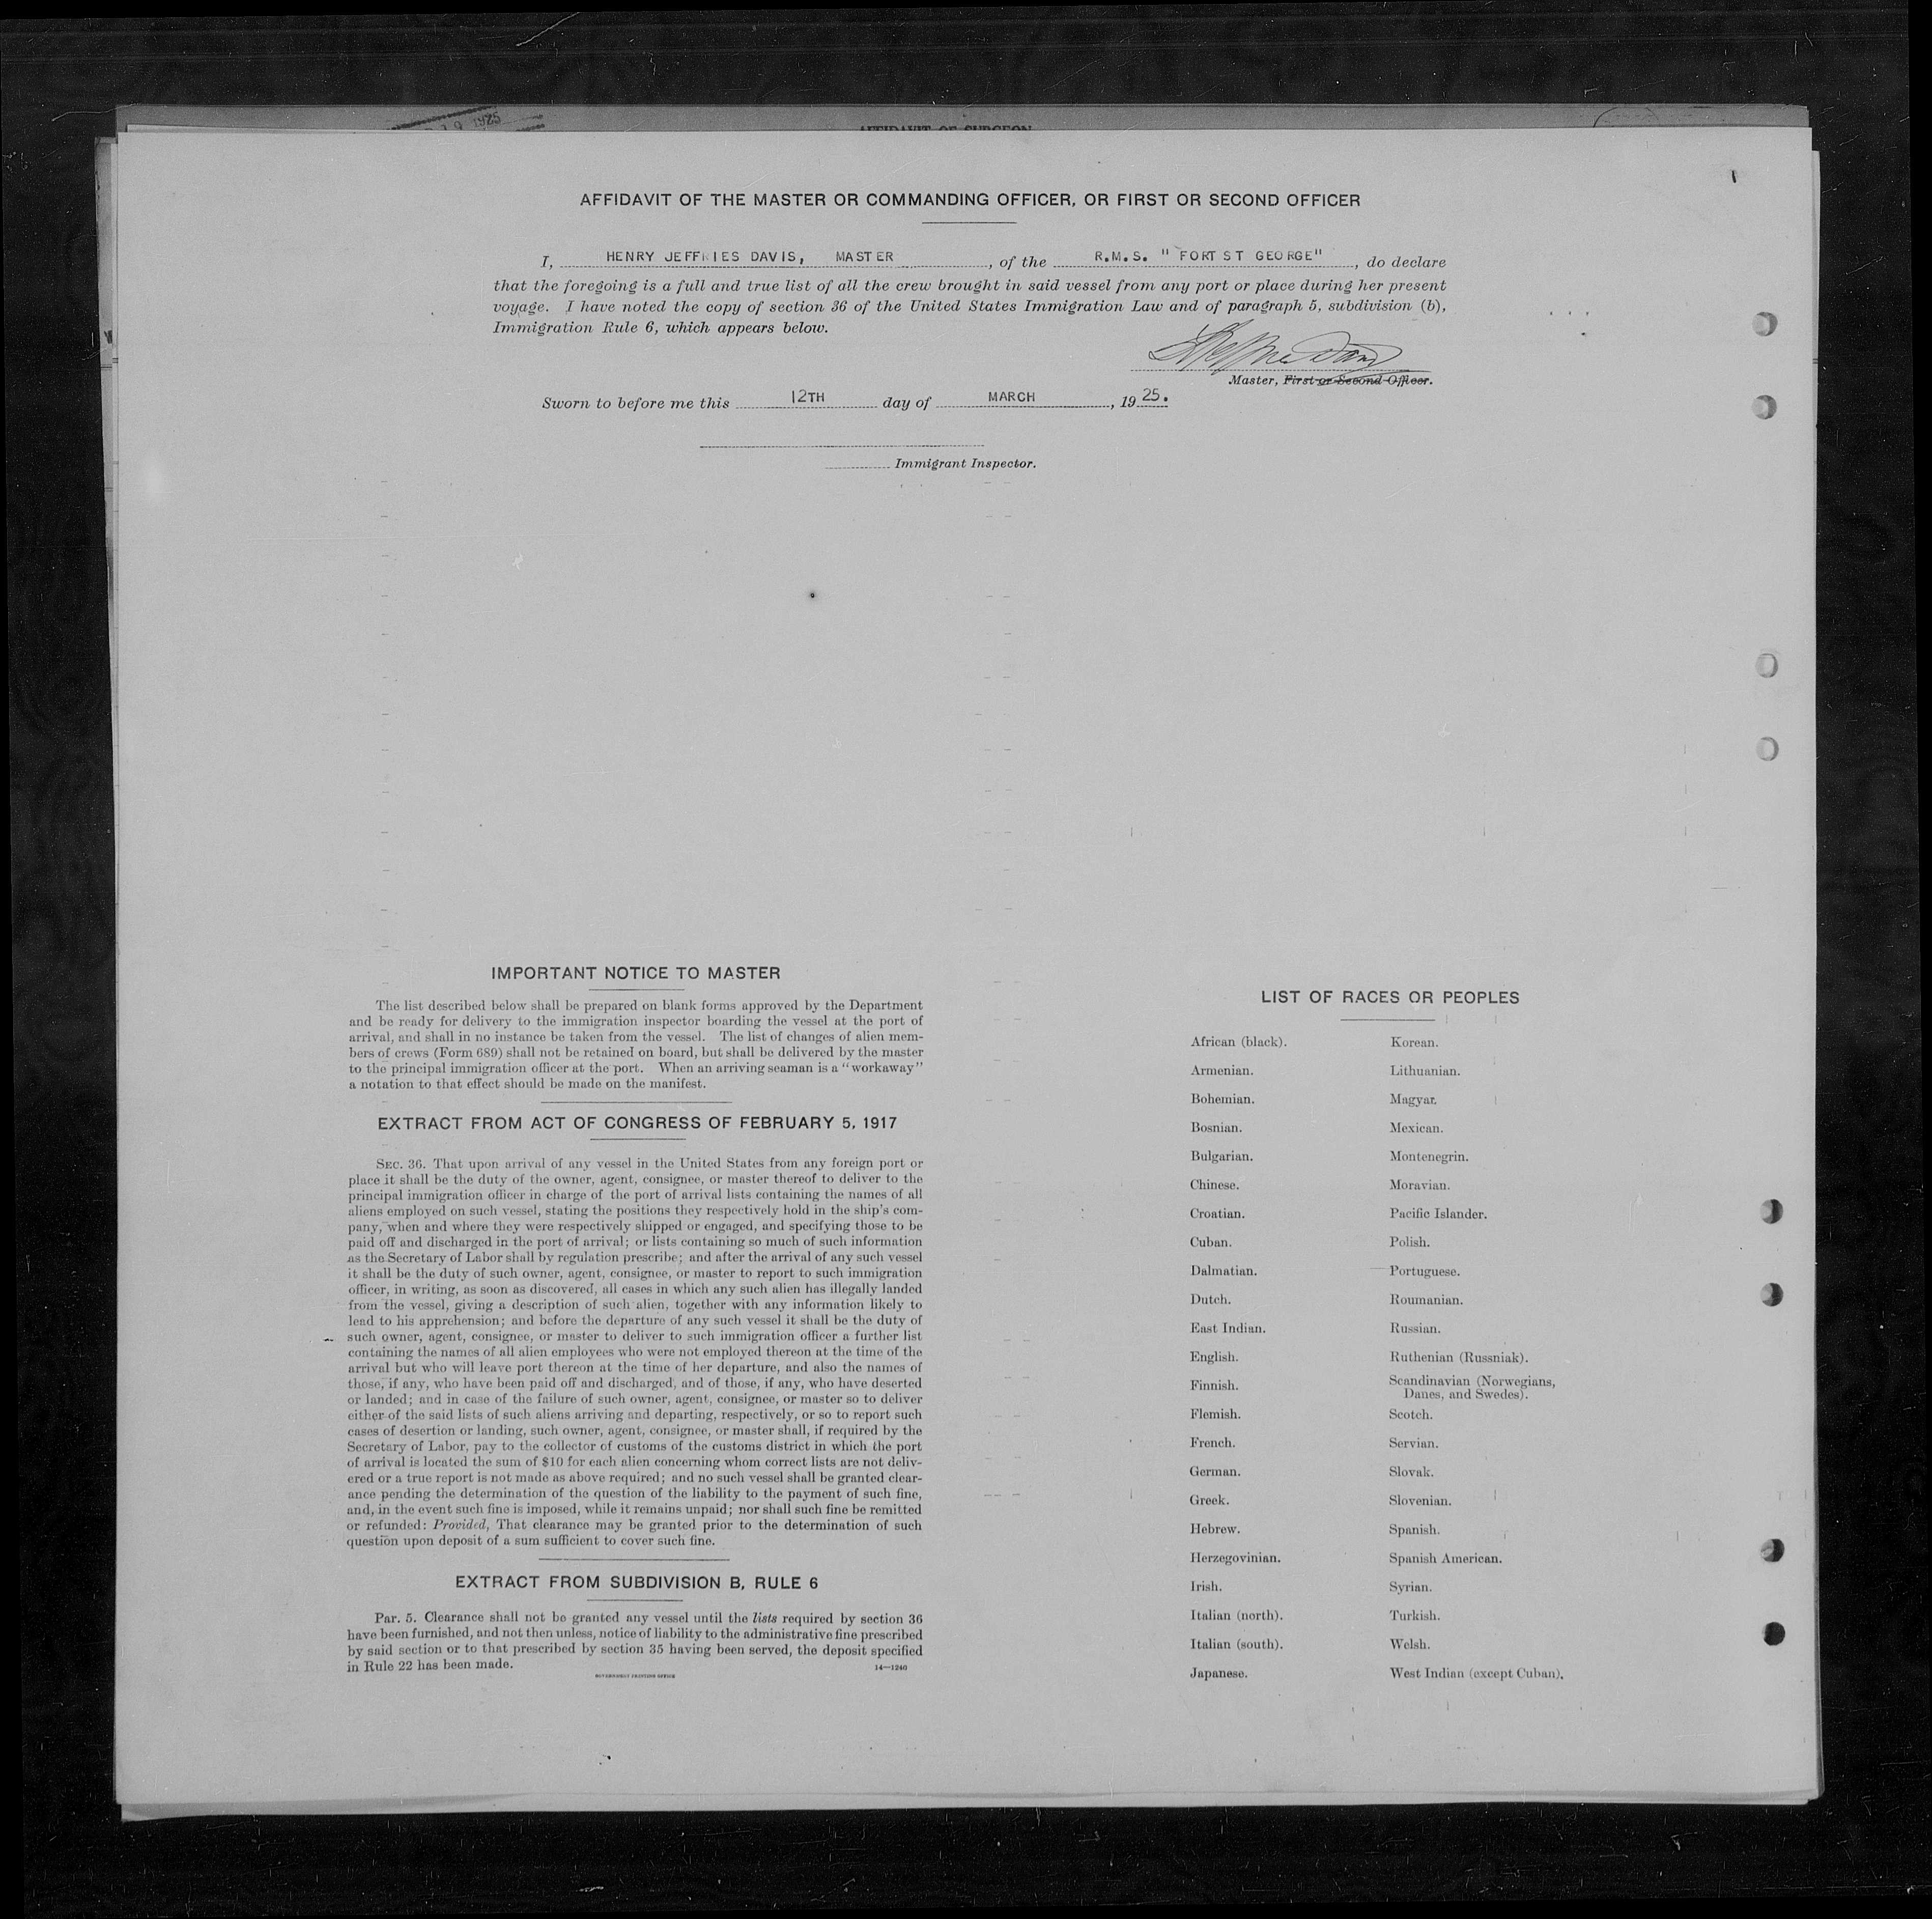 19 1925
AFFIDAVIT OF SURGEON
AFFIDAVIT OF THE MASTER OR COMMANDING OFFICER, OR FIRST OR SECOND OFFICER
I, HENRY JEFFRIES DAVIS, MASTER, of the R.M.S. "FORT ST GEORGE", do declare
that the foregoing is a full and true list of all the crew brought in said vessel from any port or place during her present
voyage. I have noted the copy of section 36 of the United States Immigration Law and of paragraph 5, subdivision (b),
Immigration Rule 6, which appears below.
Master, First or Second Officer.
Sworn to before me this 12TH day of MARCH, 1925.
Immigrant Inspector.
IMPORTANT NOTICE TO MASTER
The list described below shall be prepared on blank forms approved by the Department
and be ready for delivery to the immigration inspector boarding the vessel at the port of
arrival, and shall in no instance be taken from the vessel. The list of changes of alien mem-
bers of crews (Form 689) shall not be retained on board, but shall be delivered by the master
to the principal immigration officer at the port. When an arriving seaman is a "workaway"
a notation to that effect should be made on the manifest.
EXTRACT FROM ACT OF CONGRESS OF FEBRUARY 5, 1917
SEC. 36. That upon arrival of any vessel in the United States from any foreign port or
place it shall be the duty of the owner, agent, consignee, or master thereof to deliver to the
principal immigration officer in charge of the port of arrival lists containing the names of all
aliens employed on such vessel, stating the positions they respectively hold in the ship's com-
pany, when and where they were respectively shipped or engaged, and specifying those to be
paid off and discharged in the port of arrival; or lists containing so much of such information
as the Secretary of Labor shall by regulation prescribe; and after the arrival of any such vessel
it shall be the duty of such owner, agent, consignee, or master to report to such immigration
officer, in writing, as soon as discovered, all cases in which any such alien has illegally landed
from the vessel, giving a description of such alien, together with any information likely to
lead to his apprehension; and before the departure of any such vessel it shall be the duty of
such owner, agent, consignee, or master to deliver to such immigration officer a further list
containing the names of all alien employees who were not employed thereon at the time of the
arrival but who will leave port thereon at the time of her departure, and also the names of
those, if any, who have been paid off and discharged, and of those, if any, who have deserted
or landed; and in case of the failure of such owner, agent, consignee, or master so to deliver
either of the said lists of such aliens arriving and departing, respectively, or so to report such
cases of desertion or landing, such owner, agent, consignee, or master shall, if required by the
Secretary of Labor, pay to the collector of customs of the customs district in which the port
of arrival is located the sum of $10 for each alien concerning whom correct lists are not deliv-
ered or a true report is not made as above required; and no such vessel shall be granted clear-
ance pending the determination of the question of the liability to the payment of such fine,
and, in the event such fine is imposed, while it remains unpaid; nor shall such fine be remitted
or refunded: Provided, That clearance may be granted prior to the determination of such
question upon deposit of a sum sufficient to cover such fine.
EXTRACT FROM SUBDIVISION B, RULE 6
Par. 5. Clearance shall not be granted any vessel until the lists required by section 36
have been furnished, and not then unless, notice of liability to the administrative fine prescribed
by said section or to that prescribed by section 35 having been served, the deposit specified
in Rule 22 has been made.
GOVERNMENT PRINTING OFFICE 14—1240
LIST OF RACES OR PEOPLES
African (black).
Armenian.
Bohemian.
Bosnian.
Bulgarian.
Chinese.
Croatian.
Cuban.
Dalmatian.
Dutch.
East Indian.
English.
Finnish.
Flemish.
French.
German.
Greek.
Hebrew.
Herzegovinian.
Irish.
Italian (north).
Italian (south).
Japanese.
Korean.
Lithuanian.
Magyar.
Mexican.
Montenegrin.
Moravian.
Pacific Islander.
Polish.
Portuguese.
Roumanian.
Russian.
Ruthenian (Russniak).
Scandinavian (Norwegians,
Danes, and Swedes).
Scotch.
Servian.
Slovak.
Slovenian.
Spanish.
Spanish American.
Syrian.
Turkish.
Welsh.
West Indian (except Cuban).